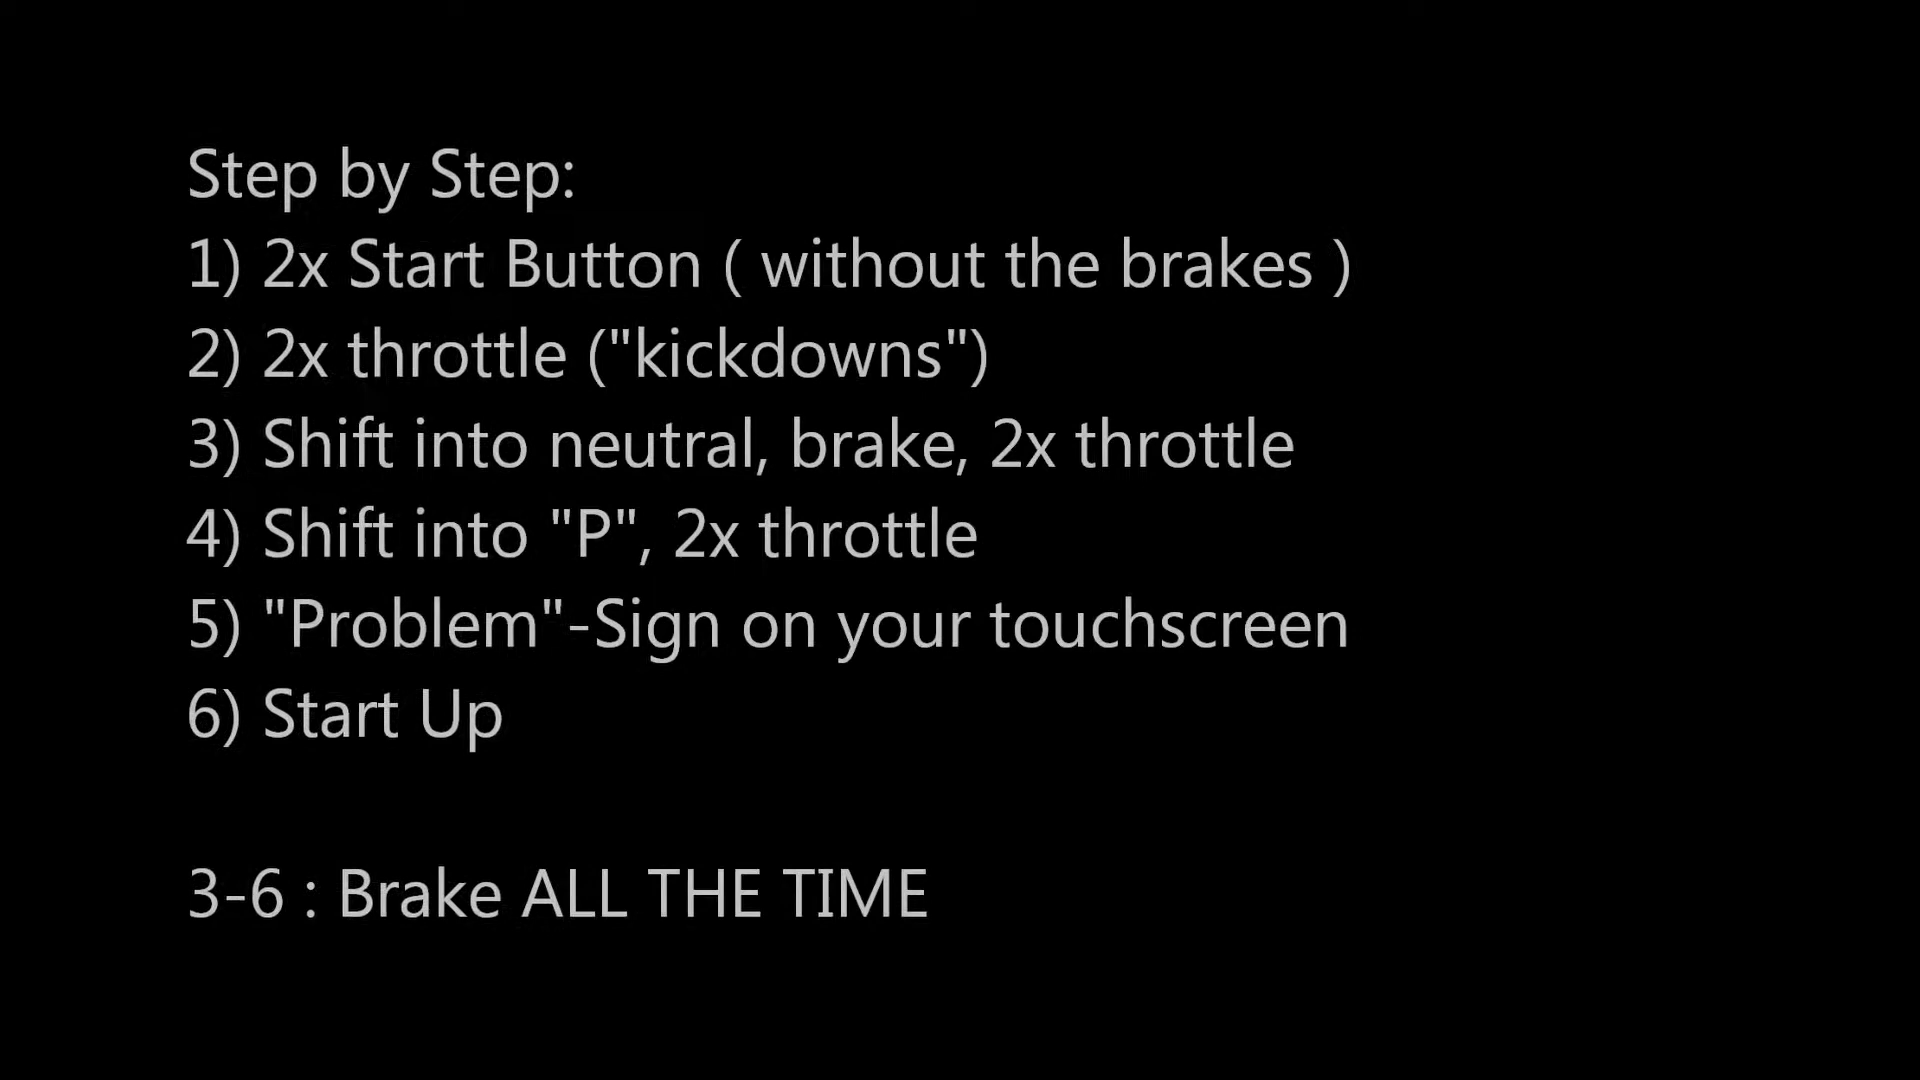 Step by Step:
1) 2x Start Button ( without the brakes )
2) 2x throttle ("kickdowns")
3) Shift into neutral, brake, 2x throttle
4) Shift into "P", 2x throttle
5) "Problem"-Sign on your touchscreen
6) Start Up
3-6 : Brake ALL THE TIME